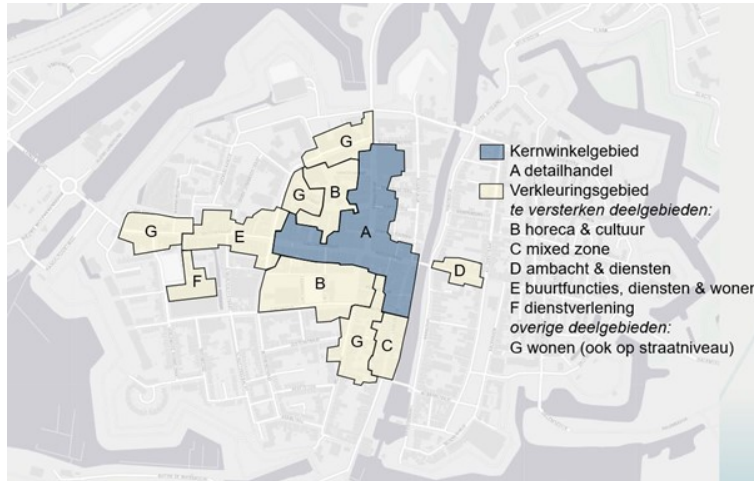 G
G
B
A
G
E
F
D
B
G
C
Kernwinkelgebied
A detailhandel
Verkleuringsgebied
te versterken deelgebieden:
B horeca & cultuur
C mixed zone
D ambacht & diensten
E buurtfuncties, diensten & wonen
F dienstverlening
overige deelgebieden:
G wonen (ook op straatniveau)